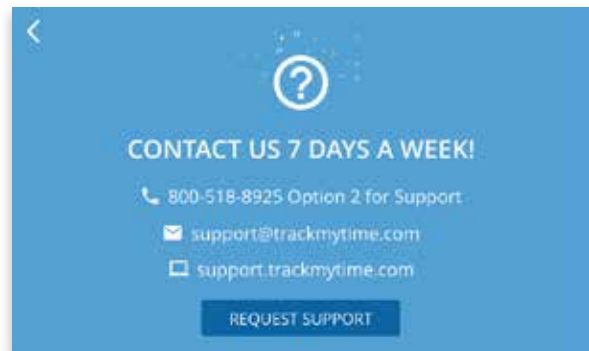 CONTACT US 7 DAYS A WEEK!
800-518-8925 Option 2 for Support
support@trackmytime.com
support.trackmytime.com
REQUEST SUPPORT